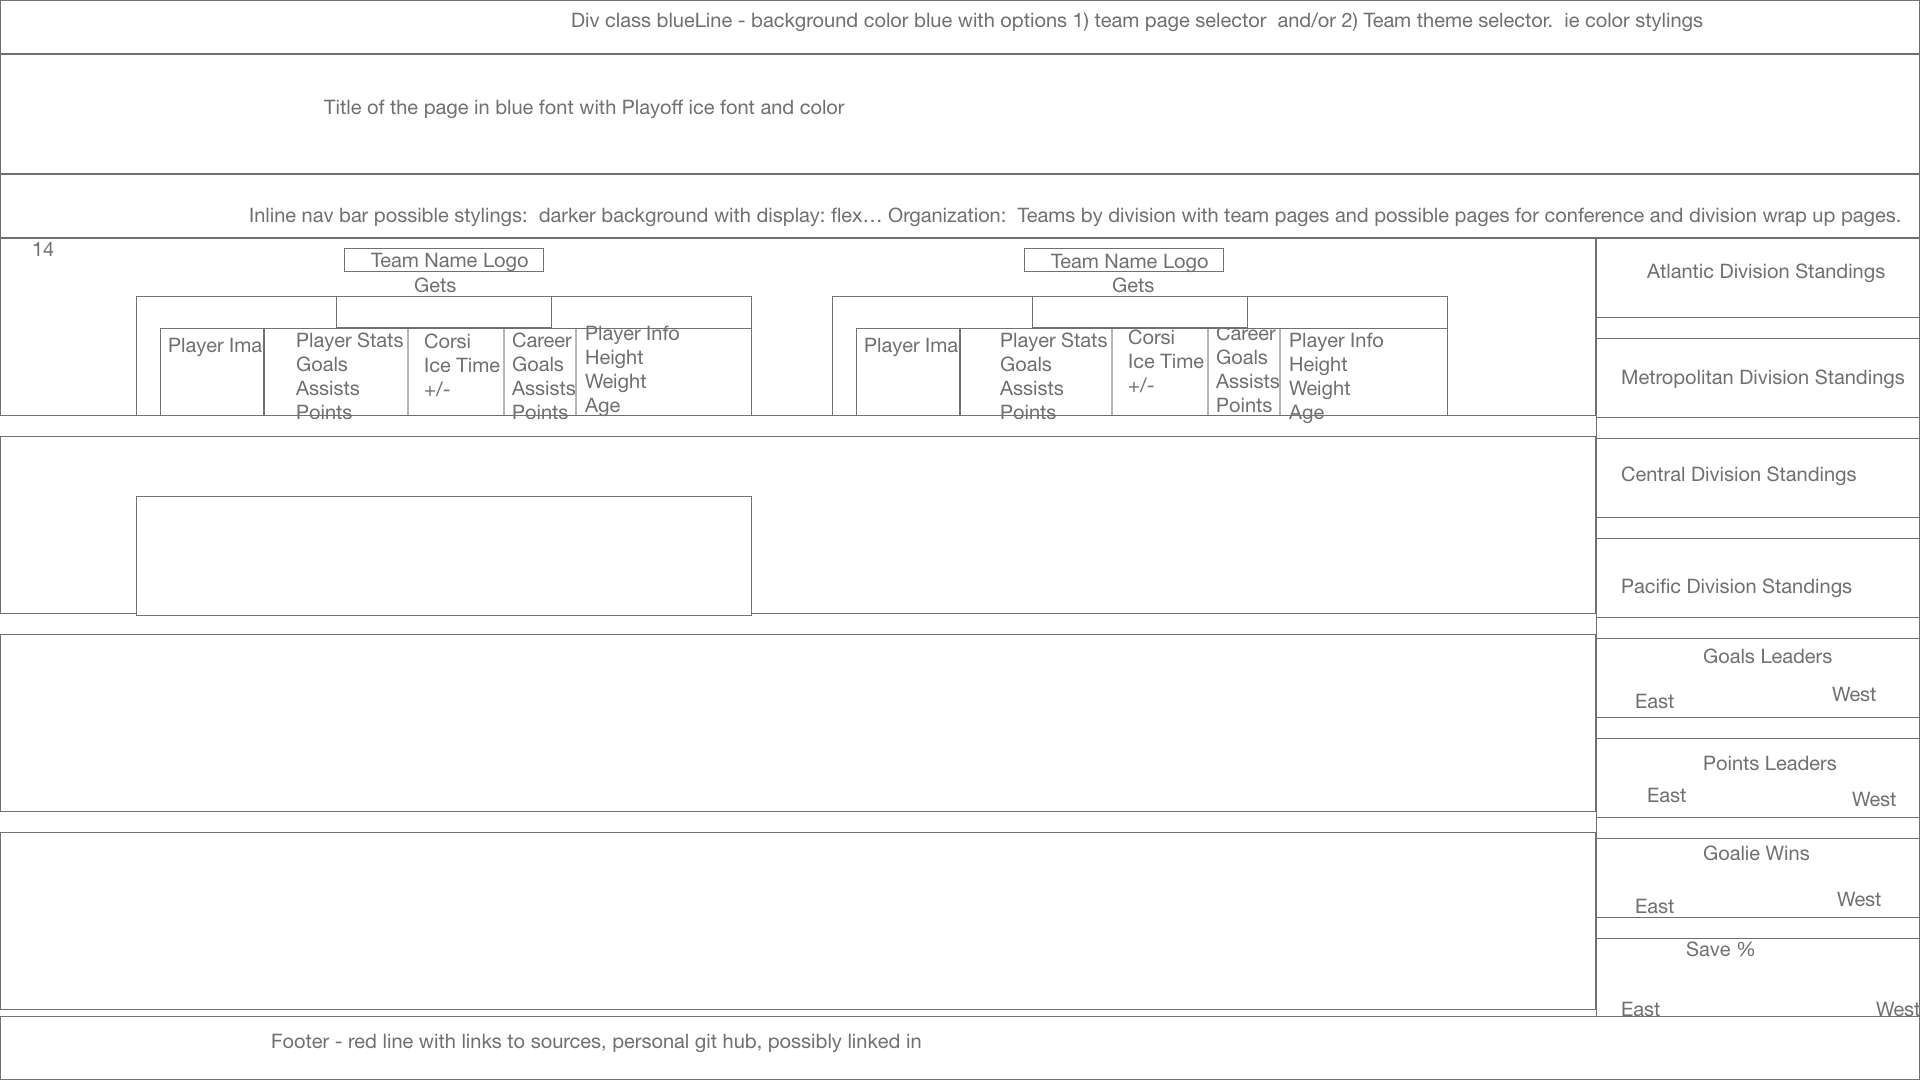 Div class blueLine - background color blue with options 1) team page selector  and/or 2) Team theme selector.  ie color stylings
Title of the page in blue font with Playoff ice font and color
Inline nav bar possible stylings:  darker background with display: flex… Organization:  Teams by division with team pages and possible pages for conference and division wrap up pages.
14
Team Name Logo
Gets
Player Ima
Player Stats
Goals
Assists
Points
Corsi
Ice Time
+/-
Career
Goals
Assists
Points
Player Info
Height
Weight
Age
Team Name Logo
Gets
Player Ima
Player Stats
Goals
Assists
Points
Corsi
Ice Time
+/-
Career
Goals
Assists
Points
Player Info
Height
Weight
Age
Atlantic Division Standings
Metropolitan Division Standings
Central Division Standings
Pacific Division Standings
Goals Leaders
East
West
Points Leaders
East
West
Goalie Wins
East
West
Save %
East
West
Footer - red line with links to sources, personal git hub, possibly linked in